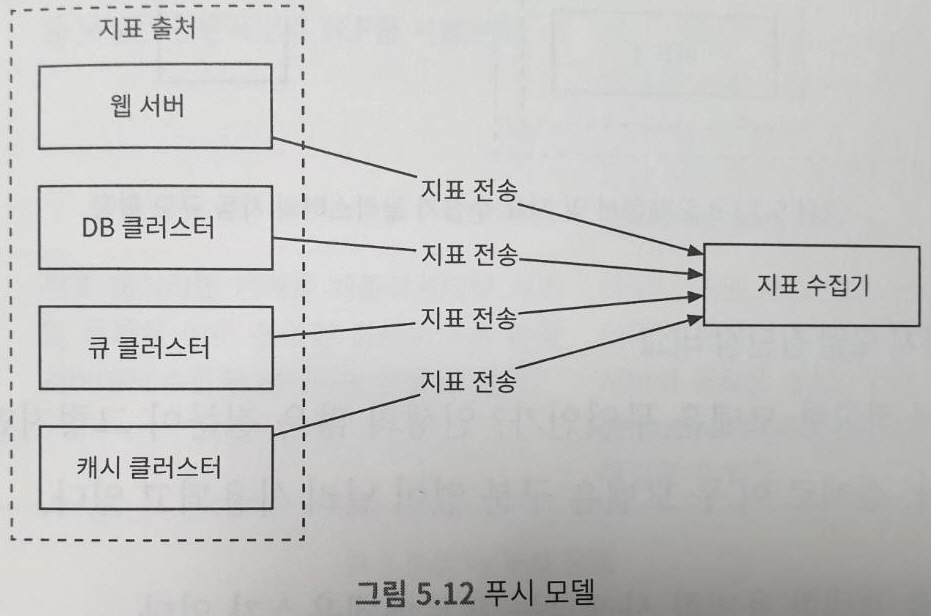 지표 출처
웹 서버
DB 클러스터
큐 클러스터
캐시 클러스터
지표 전송
지표 전송
지표 전송
지표 전송
지표 수집기
그림 5.12 푸시 모델